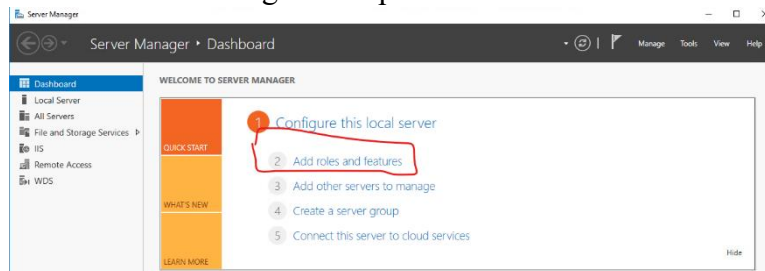 Server Manager
Server Manager • Dashboard
Manage Tools View Help
WELCOME TO SERVER MANAGER
Dashboard
Local Server
All Servers
File and Storage Services
IIS
Remote Access
WDS
QUICK START
WHAT'S NEW
LEARN MORE
1 Configure this local server
2 Add roles and features
3 Add other servers to manage
4 Create a server group
5 Connect this server to cloud services
Hide